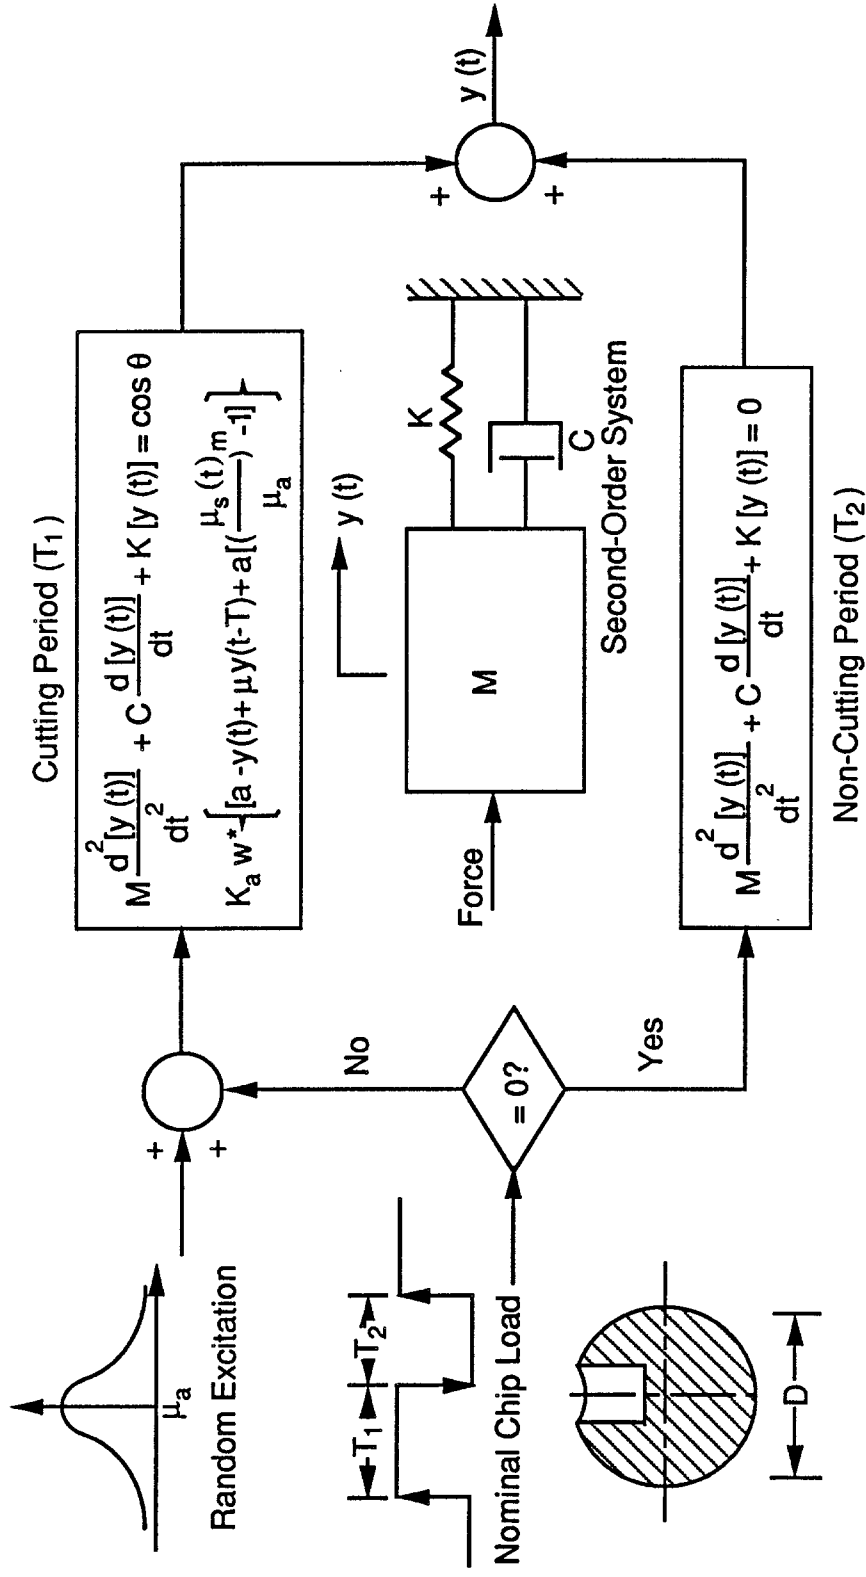 μₐ
Random Excitation
+
+
T₁
T₂
Nominal Chip Load
D
= 0?
No
Yes
Cutting Period (T₁)
M d² [y (t)] / dt² + C d [y (t)] / dt + K [y (t)] = cos θ
Kₐ w* {[a -y(t)+ μ y(t-T)+ a[( μₛ (t) / μₐ )ᵐ -1]}
y (t)
Force
M
K
C
Second-Order System
M d² [y (t)] / dt² + C d [y (t)] / dt + K [y (t)] = 0
Non-Cutting Period (T₂)
+
+
y (t)